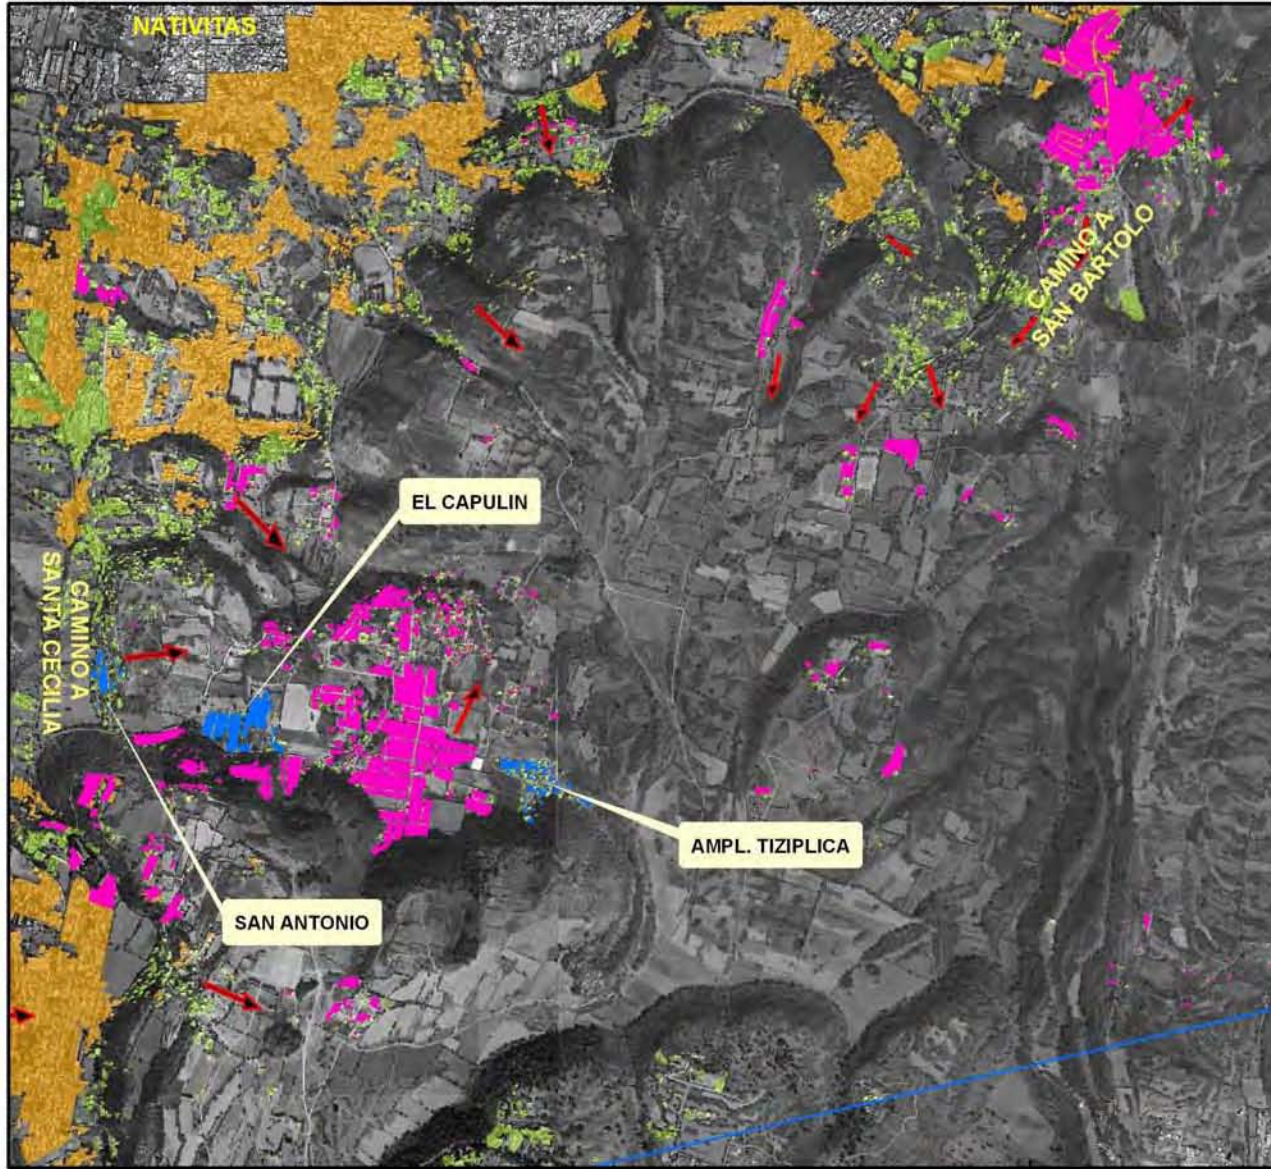 NATIVITAS
CAMINO A
SAN BARTOLO
EL CAPULIN
CAMINO A
SANTA CECILIA
AMPL. TIZIPLICA
SAN ANTONIO